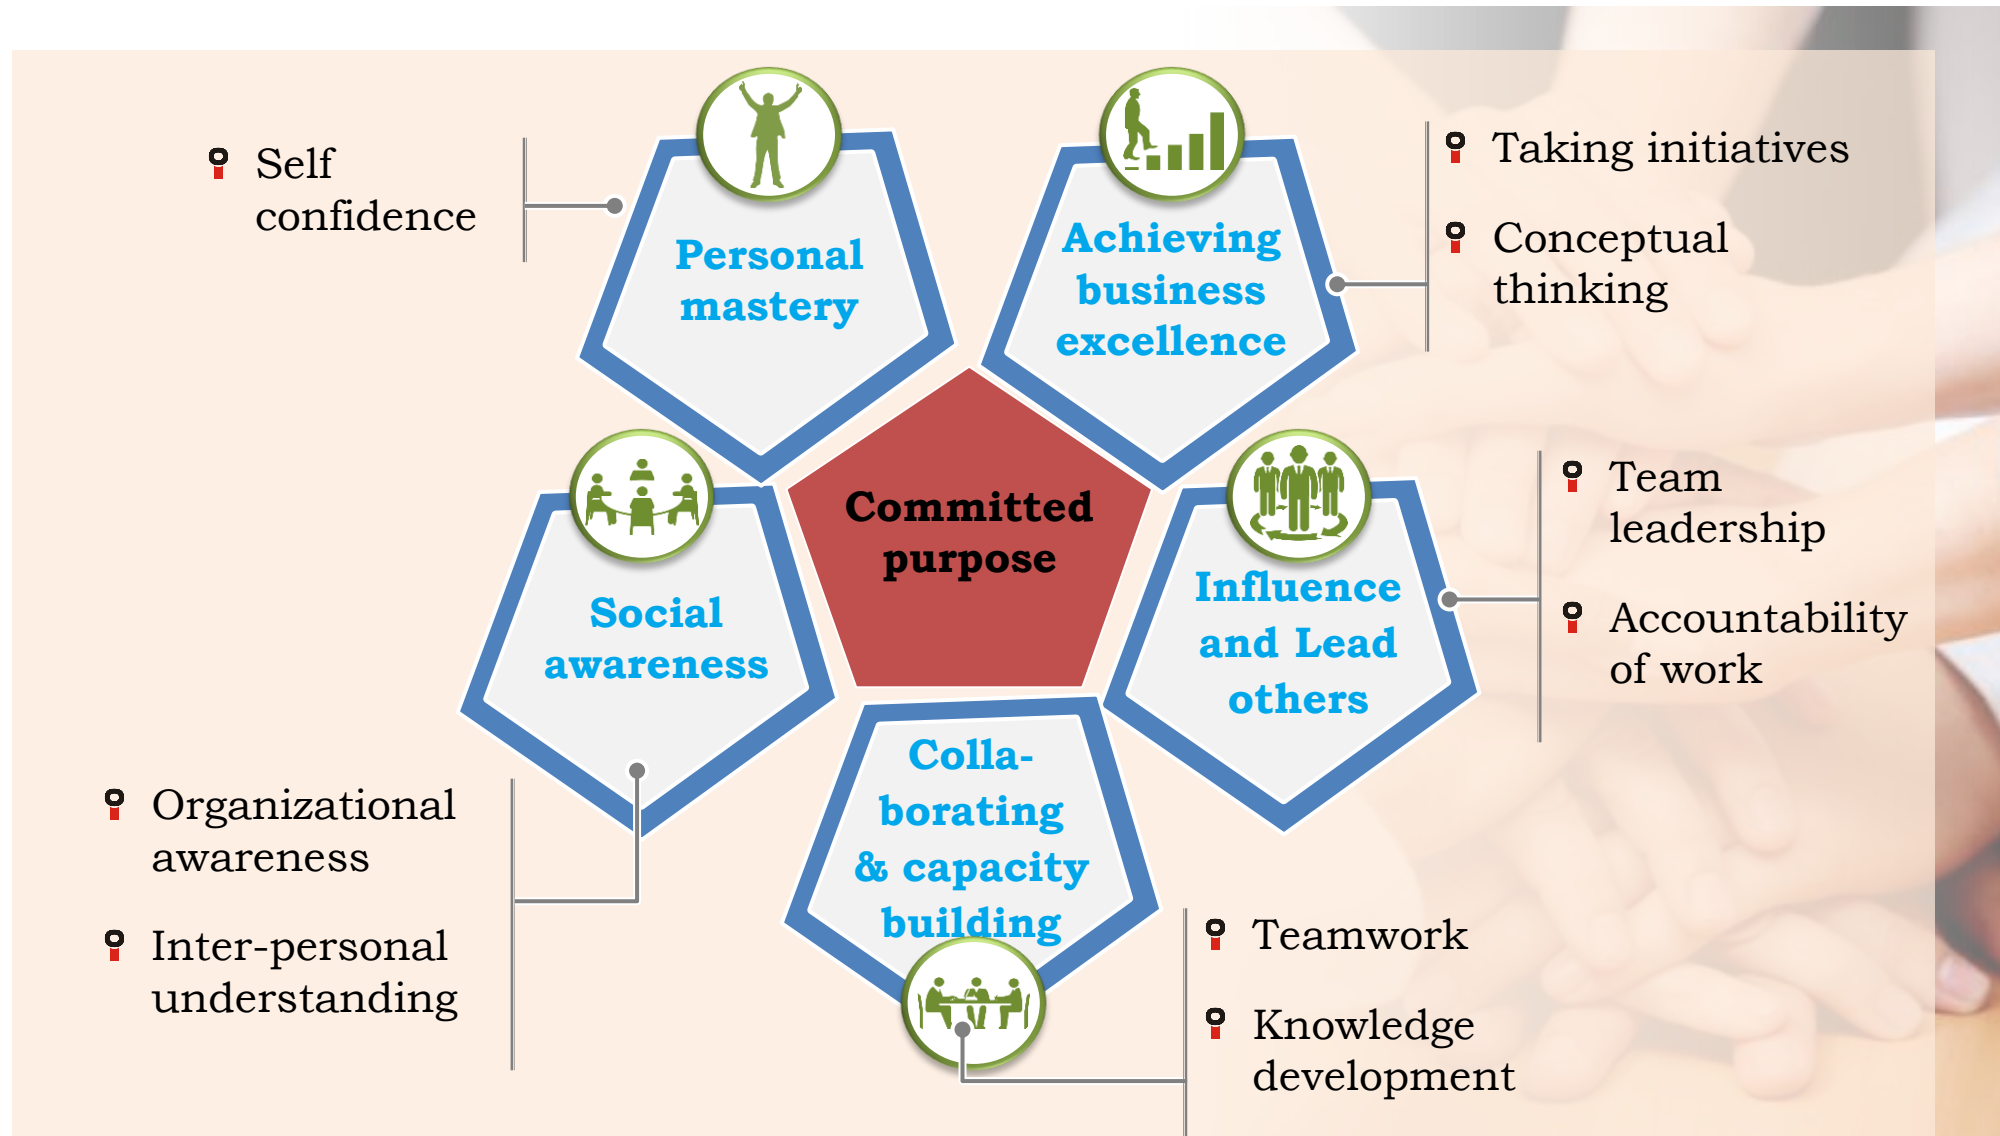 Self
confidence
Personal
mastery
Achieving
business
excellence
Taking initiatives
Conceptual
thinking
Committed
purpose
Social
awareness
Influence
and Lead
others
Team
leadership
Accountability
of work
Organizational
awareness
Inter-personal
understanding
Colla-
borating
& capacity
building
Teamwork
Knowledge
development